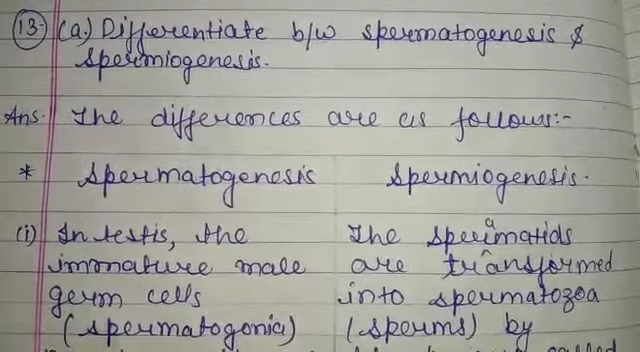 13. (a.) Differentiate b/w spermatogenesis &
spermiogenesis.
Ans. The differences are as follows:-
* Spermatogenesis Spermiogenesis.
(i) In testis, the The spermatids
immature male are transformed
germ cells into spermatozoa
(spermatogonia) (sperms) by